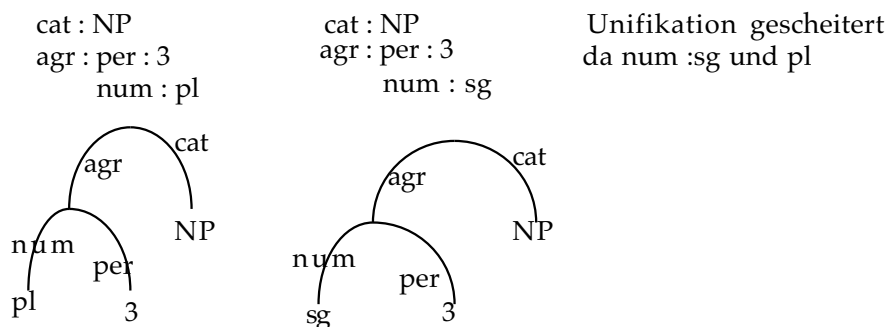 cat : NP
agr : per : 3
num : pl
cat : NP
agr : per : 3
num : sg
Unifikation gescheitert
da num :sg und pl
cat
agr
NP
num
per
pl
3
cat
agr
NP
num
per
sg
3